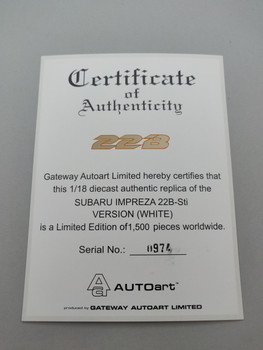 Certificate
of
Authenticity
22B
Gateway Autoart Limited hereby certifies that
this 1/18 diecast authentic replica of the
SUBARU IMPREZA 22B-Sti
VERSION (WHITE)
is a Limited Edition of1,500 pieces worldwide.
Serial No.: 0974
AUTOart™
produced by GATEWAY AUTOART LIMITED